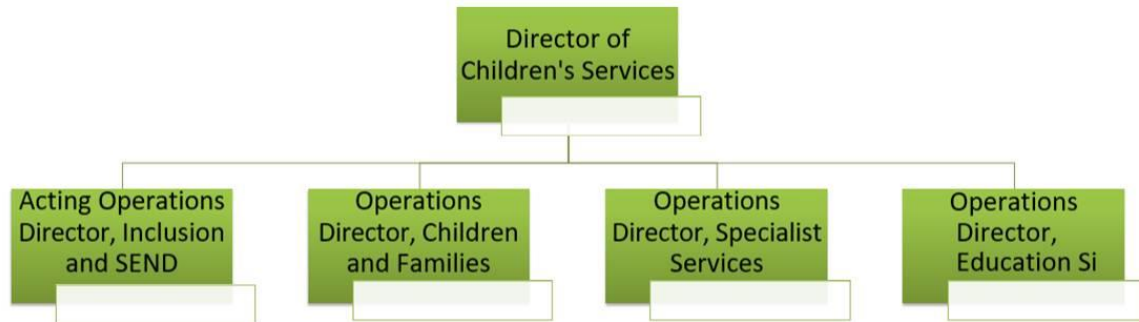 Director of
Children's Services
Acting Operations
Director, Inclusion
and SEND
Operations
Director, Children
and Families
Operations
Director, Specialist
Services
Operations
Director,
Education Si